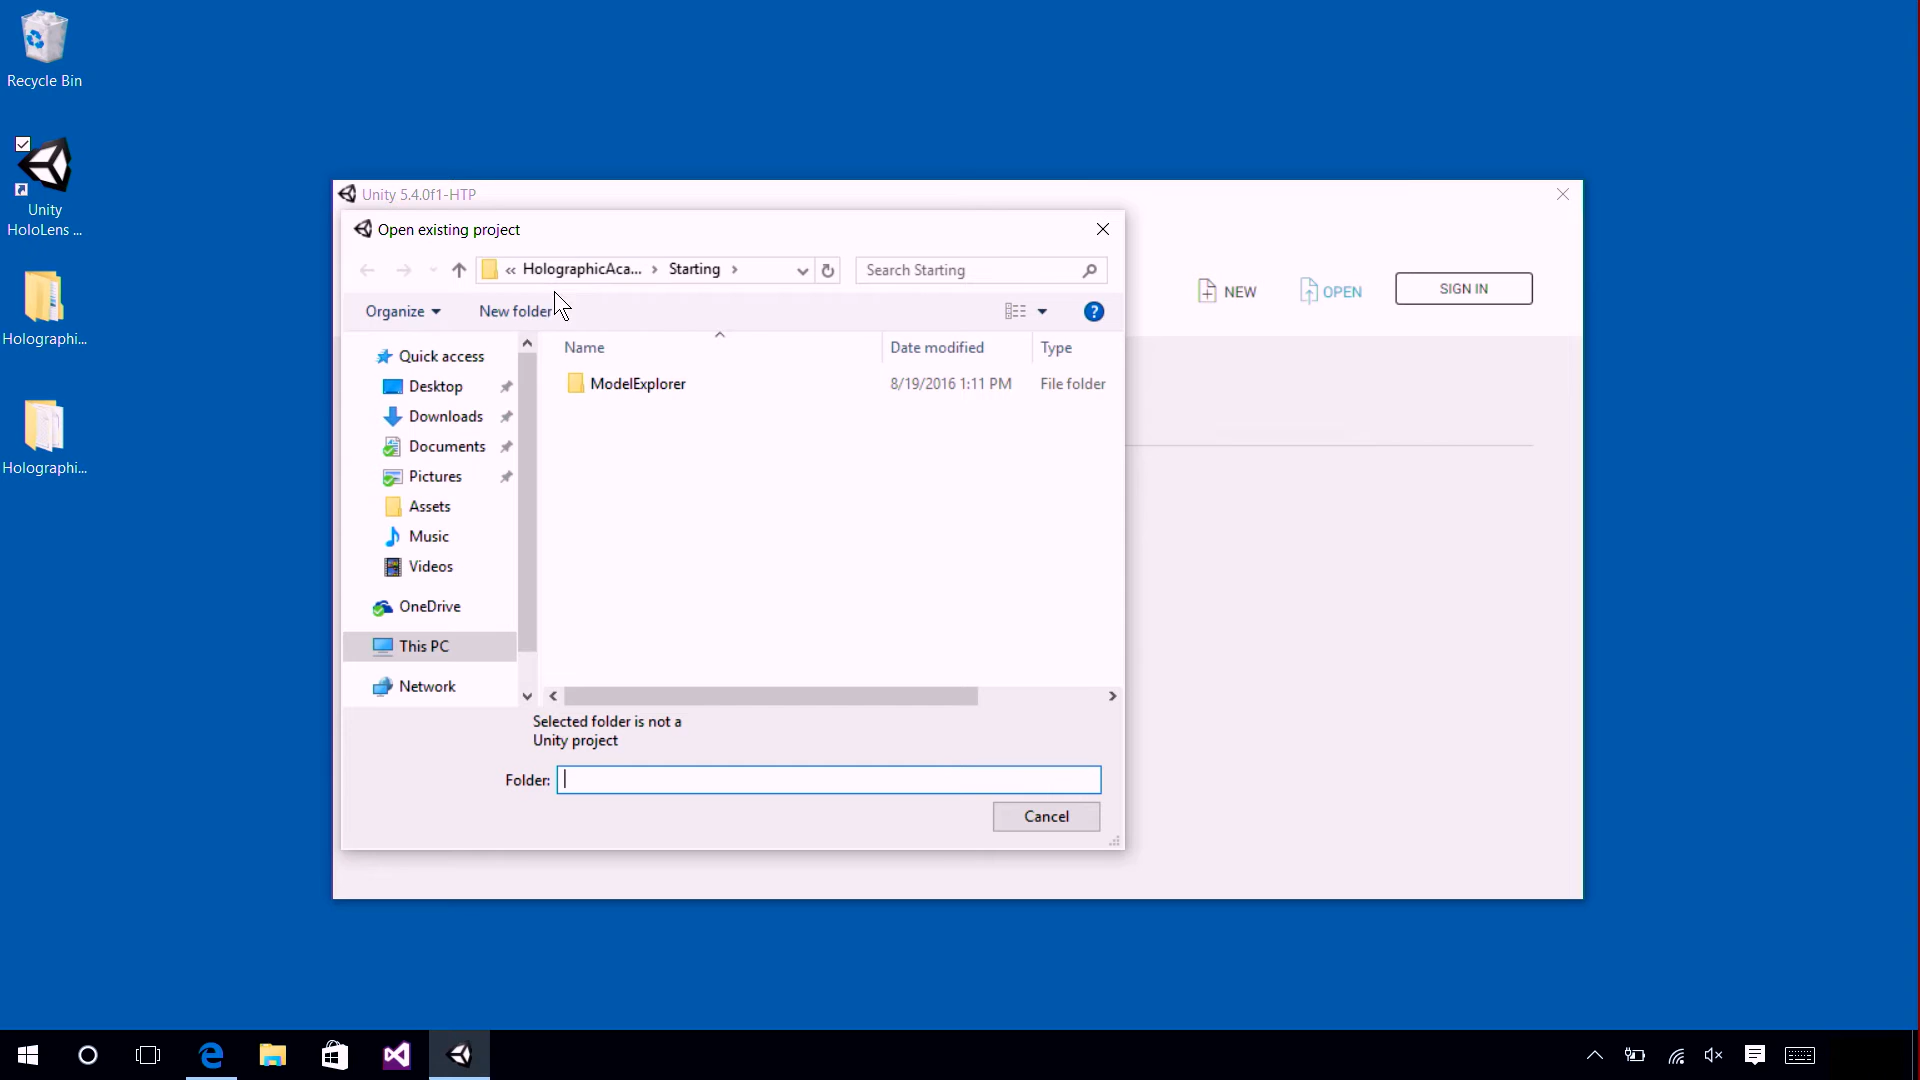 Recycle Bin
Unity
HoloLens ...
Holographi...
Holographi...
Unity 5.4.0f1-HTP
Open existing project
« HolographicAca... › Starting ›
Search Starting
NEW
OPEN
SIGN IN
Organize
New folder
Name
Date modified
Type
ModelExplorer
8/19/2016 1:11 PM
File folder
Quick access
Desktop
Downloads
Documents
Pictures
Assets
Music
Videos
OneDrive
This PC
Network
Selected folder is not a
Unity project
Folder:
Cancel